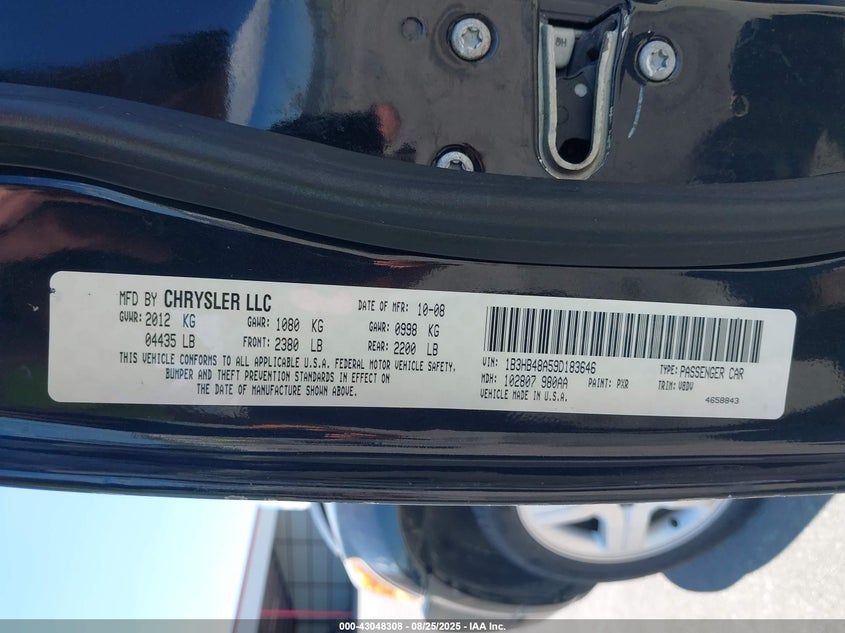 MFD BY CHRYSLER LLC
DATE OF MFR: 10-08
GVWR: 2012 KG
GAWR: 1080 KG
GAWR: 0998 KG
04435 LB
FRONT: 2380 LB
REAR: 2200 LB
THIS VEHICLE CONFORMS TO ALL APPLICABLE U.S.A. FEDERAL MOTOR VEHICLE SAFETY,
BUMPER AND THEFT PREVENTION STANDARDS IN EFFECT ON
THE DATE OF MANUFACTURE SHOWN ABOVE.
VIN: 1B3HB48A59D183646
TYPE: PASSENGER CAR
MDH: 102807 980AA
PAINT: PXR
TRIM: V8DV
VEHICLE MADE IN U.S.A.
4658843
000-43048308 - 08/25/2025 - IAA Inc.